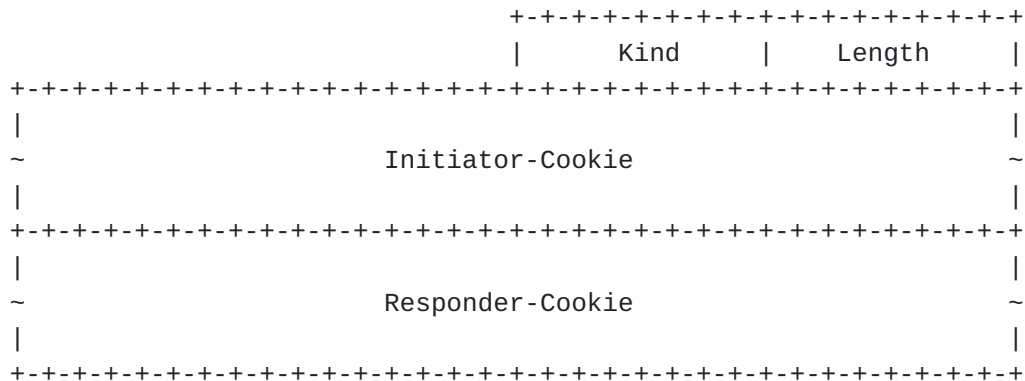 +-+-+-+-+-+-+-+-+-+-+-+-+-+-+-+-+
                                |      Kind     |    Length     |
+-+-+-+-+-+-+-+-+-+-+-+-+-+-+-+-+-+-+-+-+-+-+-+-+-+-+-+-+-+-+-+-+
|                                                               |
~                       Initiator-Cookie                        ~
|                                                               |
+-+-+-+-+-+-+-+-+-+-+-+-+-+-+-+-+-+-+-+-+-+-+-+-+-+-+-+-+-+-+-+-+
|                                                               |
~                       Responder-Cookie                        ~
|                                                               |
+-+-+-+-+-+-+-+-+-+-+-+-+-+-+-+-+-+-+-+-+-+-+-+-+-+-+-+-+-+-+-+-+